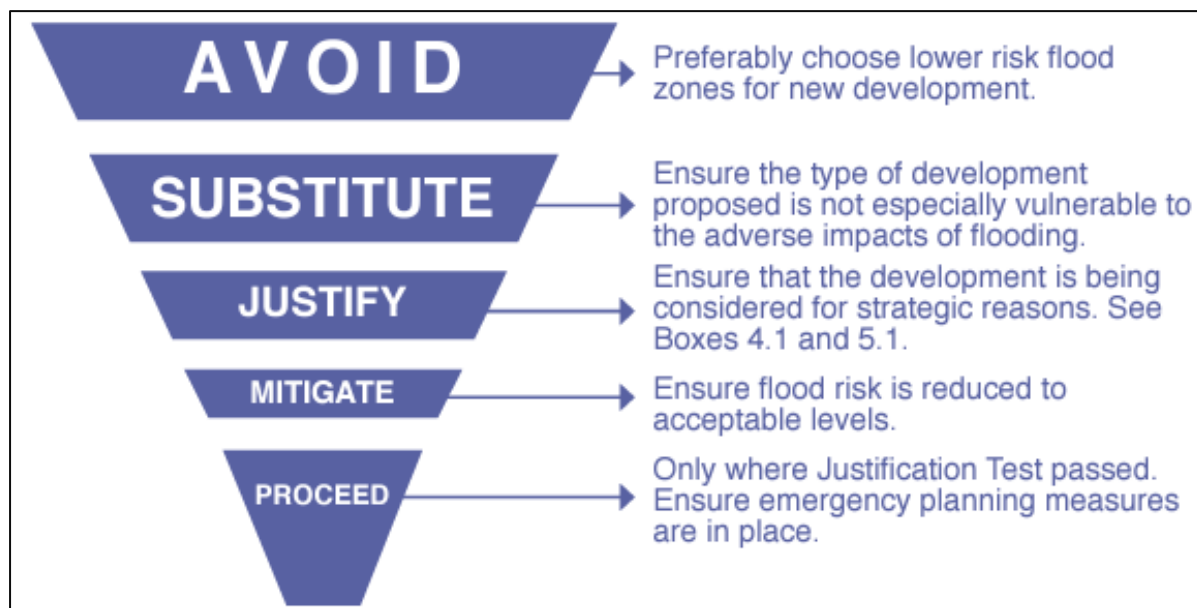 AVOID
Preferably choose lower risk flood
zones for new development.
SUBSTITUTE
Ensure the type of development
proposed is not especially vulnerable to
the adverse impacts of flooding.
JUSTIFY
Ensure that the development is being
considered for strategic reasons. See
Boxes 4.1 and 5.1.
MITIGATE
Ensure flood risk is reduced to
acceptable levels.
PROCEED
Only where Justification Test passed.
Ensure emergency planning measures
are in place.